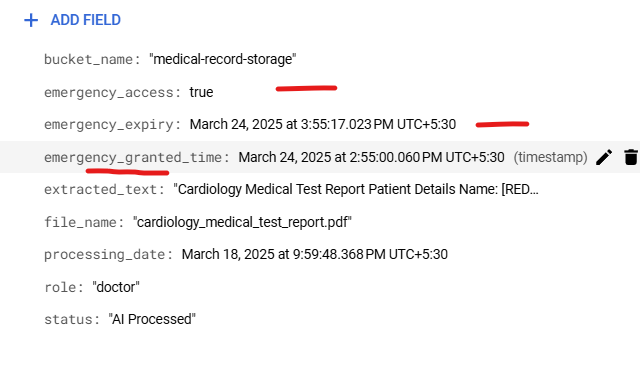 + ADD FIELD
bucket_name: "medical-record-storage"
emergency_access: true
emergency_expiry: March 24, 2025 at 3:55:17.023 PM UTC+5:30
emergency_granted_time: March 24, 2025 at 2:55:00.060 PM UTC+5:30 (timestamp)
extracted_text: "Cardiology Medical Test Report Patient Details Name: [RED...
file_name: "cardiology_medical_test_report.pdf"
processing_date: March 18, 2025 at 9:59:48.368 PM UTC+5:30
role: "doctor"
status: "AI Processed"